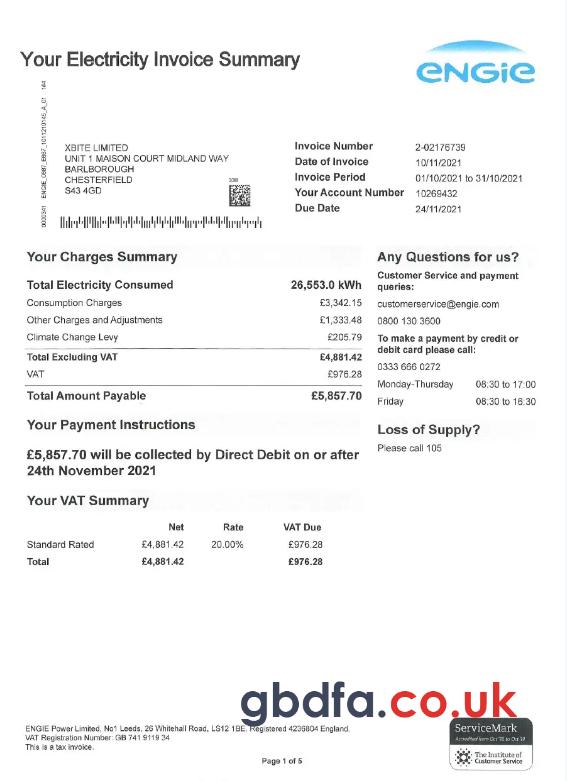 Your Electricity Invoice Summary
ENGIE
XBITE LIMITED
UNIT 1 MAISON COURT MIDLAND WAY
BARLBOROUGH
CHESTERFIELD
S43 4GD
Invoice Number 2-02176739
Date of Invoice 10/11/2021
Invoice Period 01/10/2021 to 31/10/2021
Your Account Number 10269432
Due Date 24/11/2021
Your Charges Summary
Total Electricity Consumed 26,553.0 kWh
Consumption Charges £3,342.15
Other Charges and Adjustments £1,333.48
Climate Change Levy £205.79
Total Excluding VAT £4,881.42
VAT £976.28
Total Amount Payable £5,857.70
Your Payment Instructions
£5,857.70 will be collected by Direct Debit on or after
24th November 2021
Your VAT Summary
Net Rate VAT Due
Standard Rated £4,881.42 20.00% £976.28
Total £4,881.42 £976.28
Any Questions for us?
Customer Service and payment
queries:
customerservice@engie.com
0800 130 3600
To make a payment by credit or
debit card please call:
0333 666 0272
Monday-Thursday 08:30 to 17:00
Friday 08:30 to 16:30
Loss of Supply?
Please call 105
gbdfa.co.uk
ENGIE Power Limited, No1 Leeds, 26 Whitehall Road, LS12 1BE. Registered 4236804 England.
VAT Registration Number: GB 741 9119 34
This is a tax invoice.
Page 1 of 5
ServiceMark
The Institute of
Customer Service